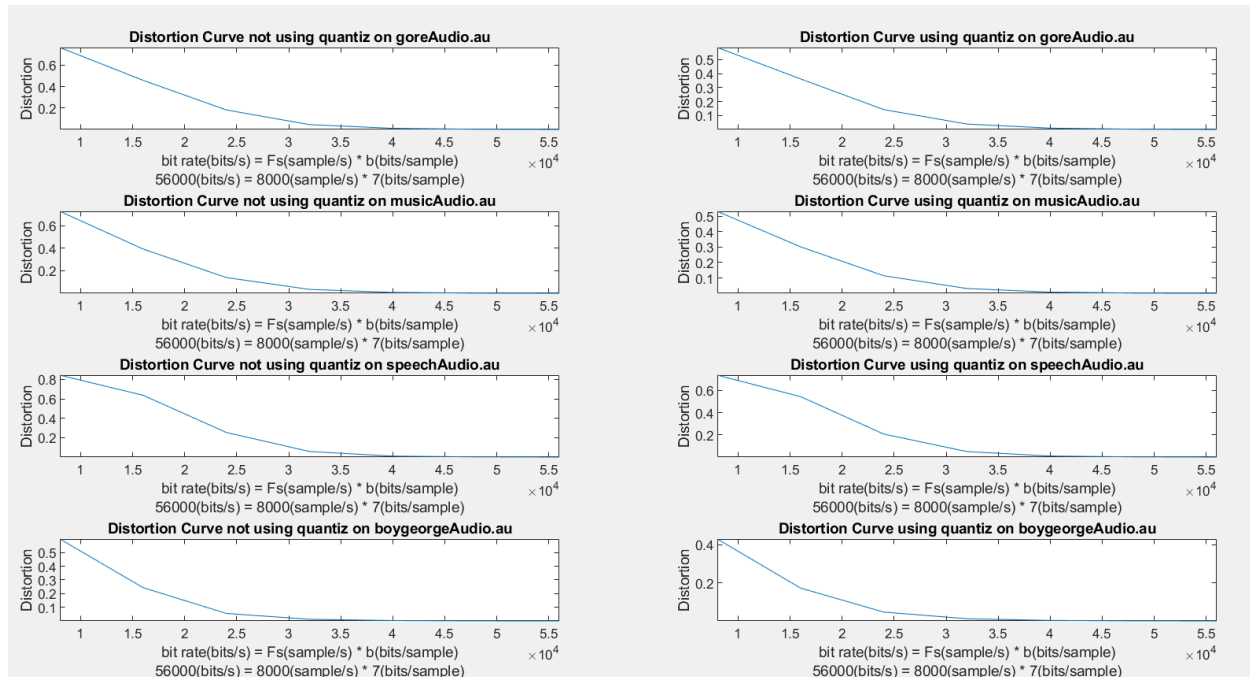 Distortion Curve not using quantiz on goreAudio.au
Distortion
0.6
0.4
0.2
1 1.5 2 2.5 3 3.5 4 4.5 5 5.5
×10^4
bit rate(bits/s) = Fs(sample/s) * b(bits/sample)
56000(bits/s) = 8000(sample/s) * 7(bits/sample)
Distortion Curve using quantiz on goreAudio.au
Distortion
0.5
0.4
0.3
0.2
0.1
1 1.5 2 2.5 3 3.5 4 4.5 5 5.5
×10^4
bit rate(bits/s) = Fs(sample/s) * b(bits/sample)
56000(bits/s) = 8000(sample/s) * 7(bits/sample)
Distortion Curve not using quantiz on musicAudio.au
Distortion
0.6
0.4
0.2
1 1.5 2 2.5 3 3.5 4 4.5 5 5.5
×10^4
bit rate(bits/s) = Fs(sample/s) * b(bits/sample)
56000(bits/s) = 8000(sample/s) * 7(bits/sample)
Distortion Curve using quantiz on musicAudio.au
Distortion
0.5
0.4
0.3
0.2
0.1
1 1.5 2 2.5 3 3.5 4 4.5 5 5.5
×10^4
bit rate(bits/s) = Fs(sample/s) * b(bits/sample)
56000(bits/s) = 8000(sample/s) * 7(bits/sample)
Distortion Curve not using quantiz on speechAudio.au
Distortion
0.8
0.6
0.4
0.2
1 1.5 2 2.5 3 3.5 4 4.5 5 5.5
×10^4
bit rate(bits/s) = Fs(sample/s) * b(bits/sample)
56000(bits/s) = 8000(sample/s) * 7(bits/sample)
Distortion Curve using quantiz on speechAudio.au
Distortion
0.6
0.4
0.2
1 1.5 2 2.5 3 3.5 4 4.5 5 5.5
×10^4
bit rate(bits/s) = Fs(sample/s) * b(bits/sample)
56000(bits/s) = 8000(sample/s) * 7(bits/sample)
Distortion Curve not using quantiz on boygeorgeAudio.au
Distortion
0.5
0.4
0.3
0.2
0.1
1 1.5 2 2.5 3 3.5 4 4.5 5 5.5
×10^4
bit rate(bits/s) = Fs(sample/s) * b(bits/sample)
56000(bits/s) = 8000(sample/s) * 7(bits/sample)
Distortion Curve using quantiz on boygeorgeAudio.au
Distortion
0.4
0.2
1 1.5 2 2.5 3 3.5 4 4.5 5 5.5
×10^4
bit rate(bits/s) = Fs(sample/s) * b(bits/sample)
56000(bits/s) = 8000(sample/s) * 7(bits/sample)